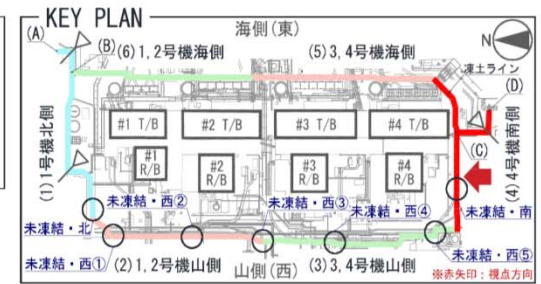 KEY PLAN
海側(東)
N
(A)
(B)
(6)1,2号機海側
(5)3,4号機海側
凍土ライン
(D)
#1 T/B
#2 T/B
#3 T/B
#4 T/B
(1)1号機北側
#1
R/B
#2
R/B
#3
R/B
#4
R/B
(C)
(4)4号機南側
未凍結・北
未凍結・西②
未凍結・西③
未凍結・西④
未凍結・南
未凍結・西①
(2)1,2号機山側
山側(西)
(3)3,4号機山側
未凍結・西⑤
※赤矢印:視点方向